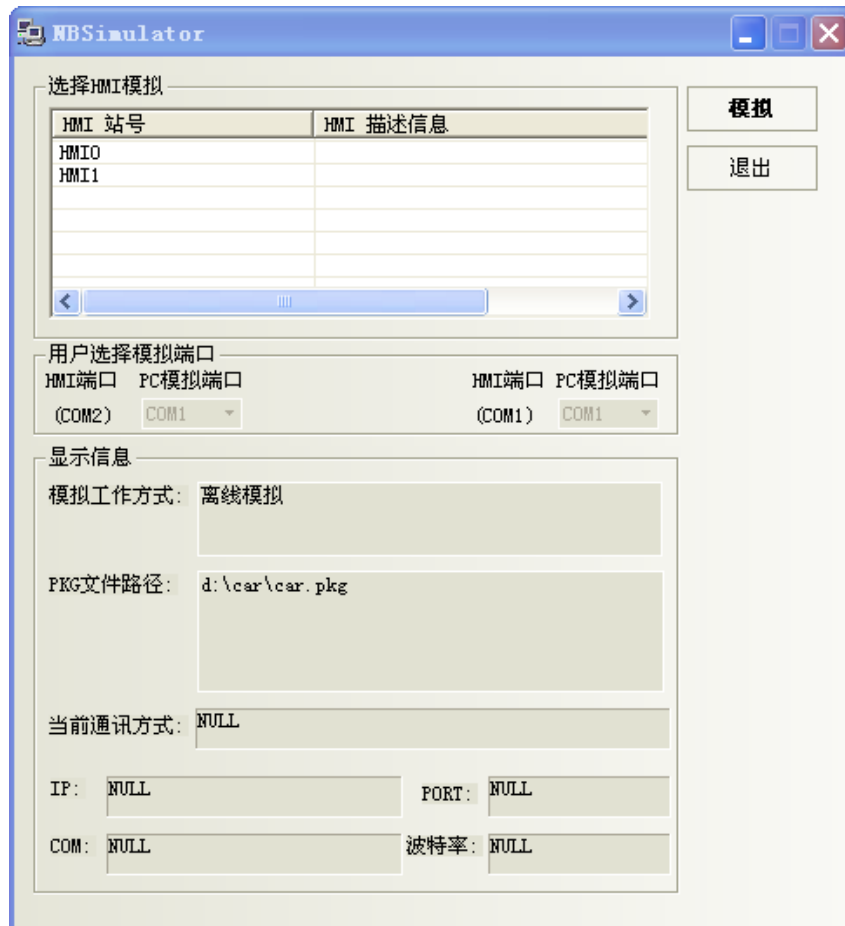 NBSimulator
选择HMI模拟
HMI 站号 HMI 描述信息
HMI0
HMI1
模拟
退出
用户选择模拟端口
HMI端口 PC模拟端口 HMI端口 PC模拟端口
(COM2) COM1 (COM1) COM1
显示信息
模拟工作方式: 离线模拟
PKG文件路径: d:\car\car.pkg
当前通讯方式: NULL
IP: NULL PORT: NULL
COM: NULL 波特率: NULL